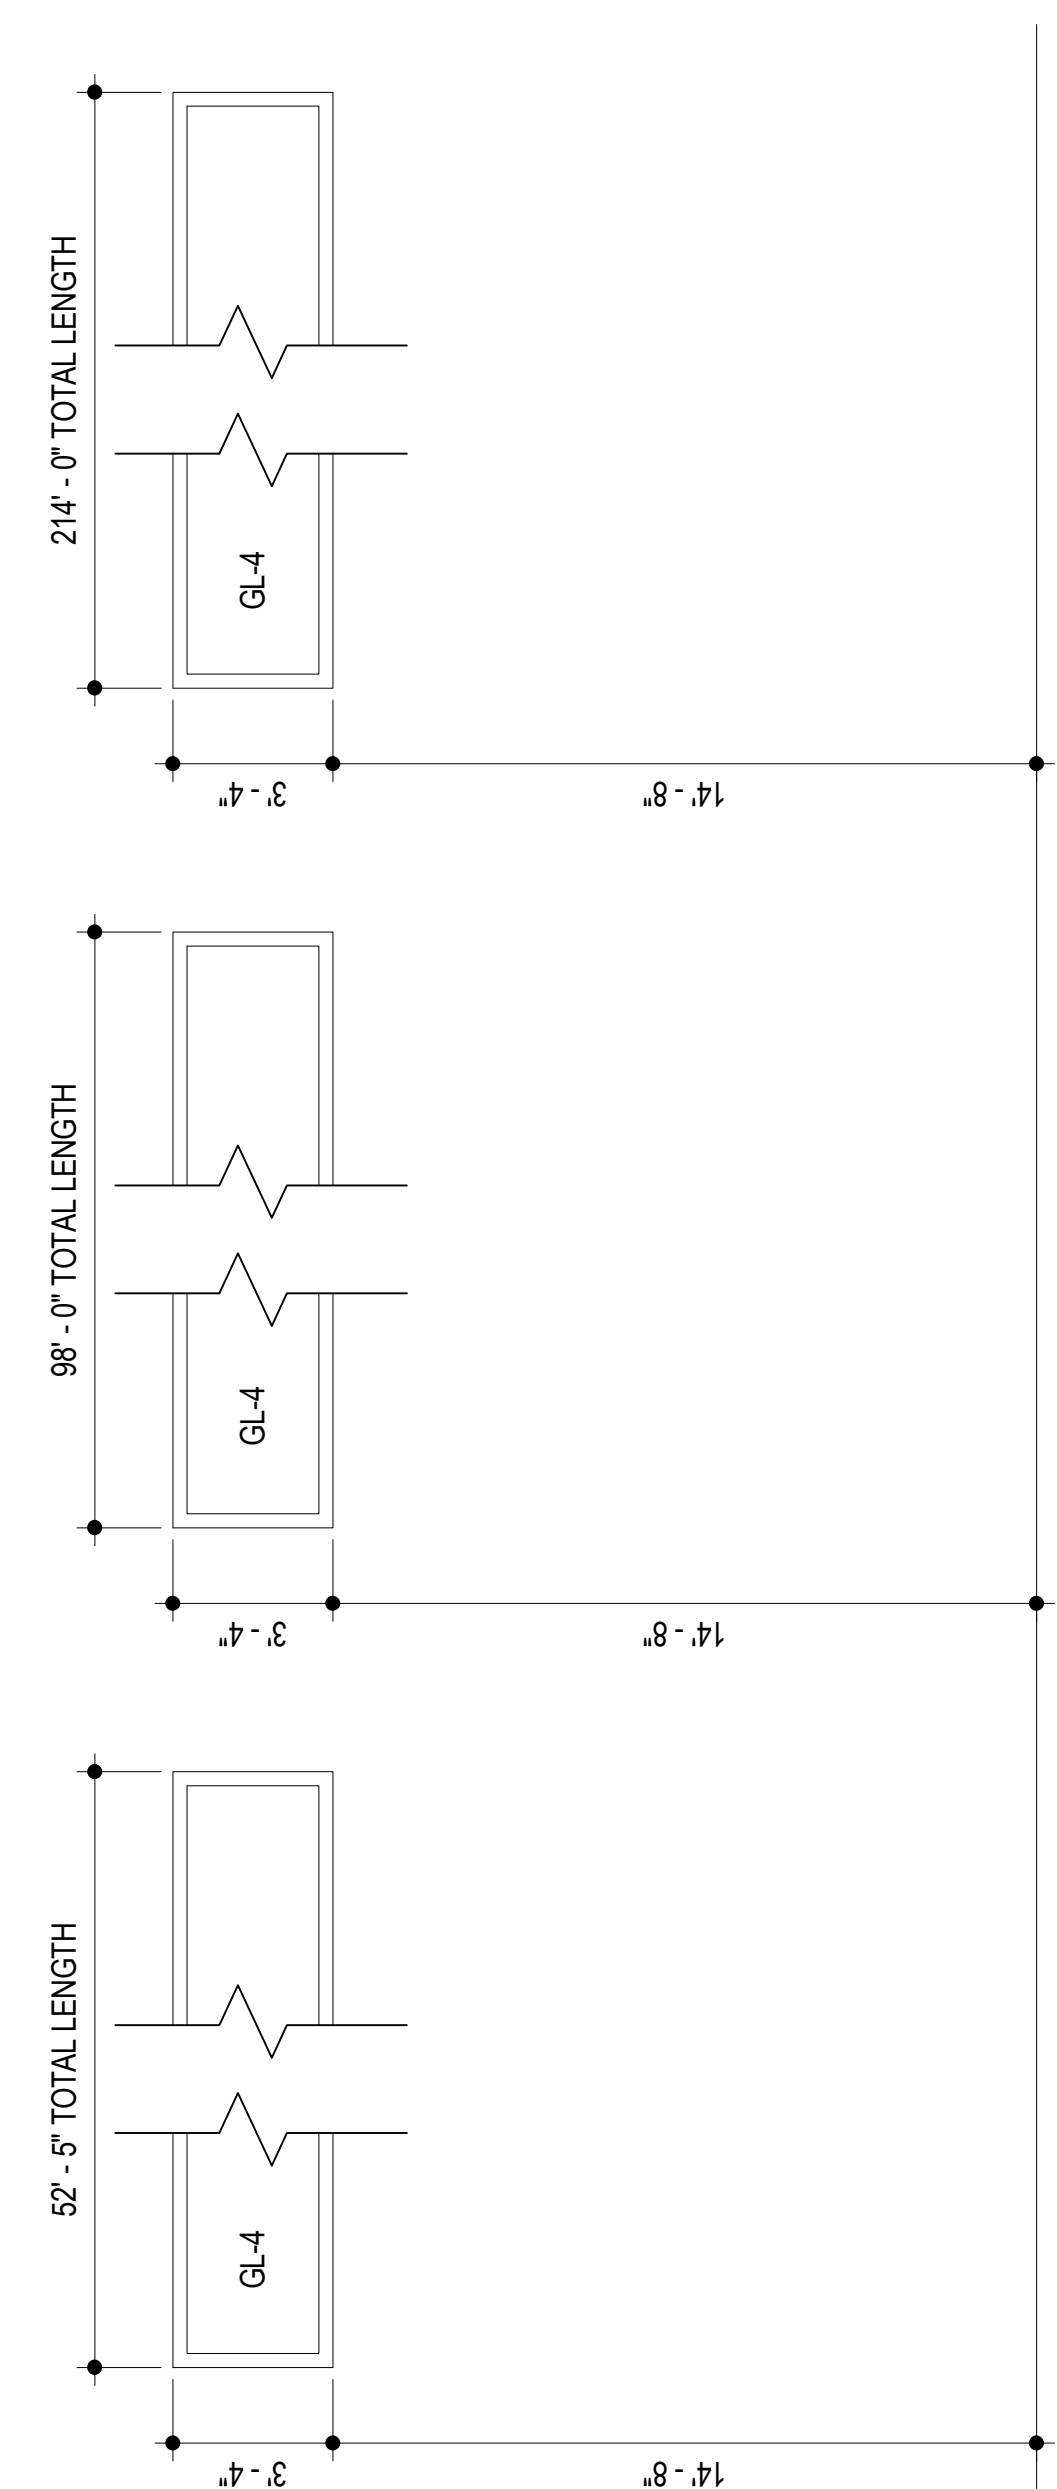 214' - 0" TOTAL LENGTH
GL-4
3' - 4"
14' - 8"
98' - 0" TOTAL LENGTH
GL-4
3' - 4"
14' - 8"
52' - 5" TOTAL LENGTH
GL-4
3' - 4"
14' - 8"